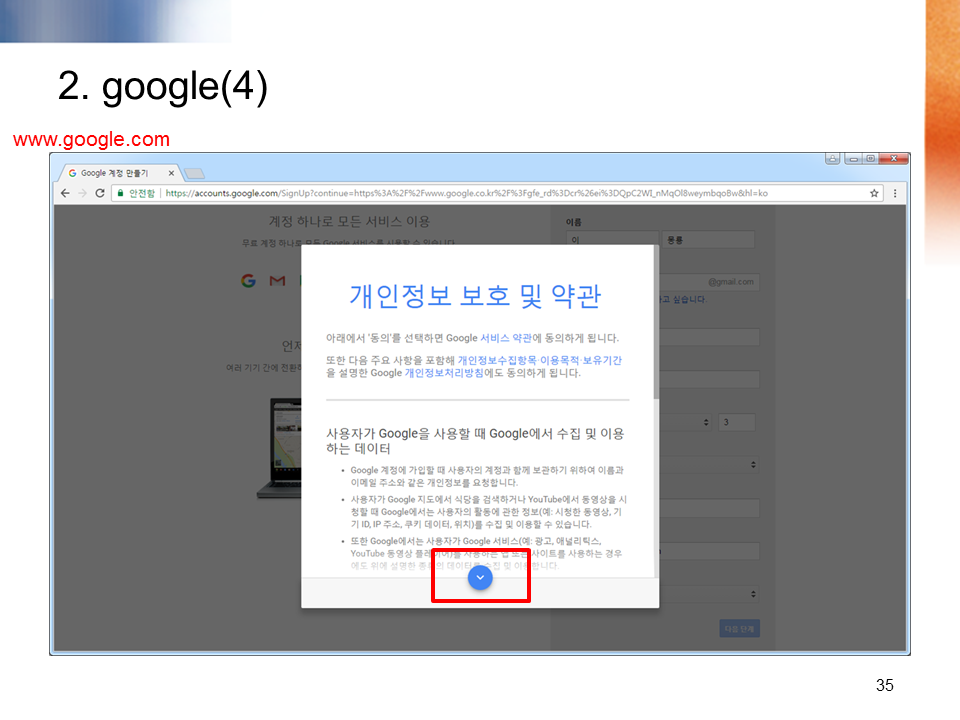 2. google(4)
www.google.com
Google 계정 만들기
안전함 https://accounts.google.com/SignUp?continue=https%3A%2F%2Fwww.google.co.kr%2F%3Fgfe_rd%3Dcr%26ei%3DQpC2WI_nMqOl8weymbqoBw&hl=ko
계정 하나로 모든 서비스 이용
무료 계정 하나로 모든 Google 서비스를 사용할 수 있습니다.
이름
이 동룡
@gmail.com
고 싶습니다.
언제
여러 기기 간에 전환하
3
다음 단계
개인정보 보호 및 약관
아래에서 '동의'를 선택하면 Google 서비스 약관에 동의하게 됩니다.
또한 다음 주요 사항을 포함해 개인정보수집항목·이용목적·보유기간
을 설명한 Google 개인정보처리방침에도 동의하게 됩니다.
사용자가 Google을 사용할 때 Google에서 수집 및 이용
하는 데이터
• Google 계정에 가입할 때 사용자의 계정과 함께 보관하기 위하여 이름과
이메일 주소와 같은 개인정보를 요청합니다.
• 사용자가 Google 지도에서 식당을 검색하거나 YouTube에서 동영상을 시
청할 때 Google에서는 사용자의 활동에 관한 정보(예: 시청한 동영상, 기
기 ID, IP 주소, 쿠키 데이터, 위치)를 수집 및 이용할 수 있습니다.
• 또한 Google에서는 사용자가 Google 서비스(예: 광고, 애널리틱스,
YouTube 동영상 플레이어)를 사용하는 앱 또는 사이트를 사용하는 경우
에도 위에 설명한 종류의 데이터를 수집 및 이용합니다.
35